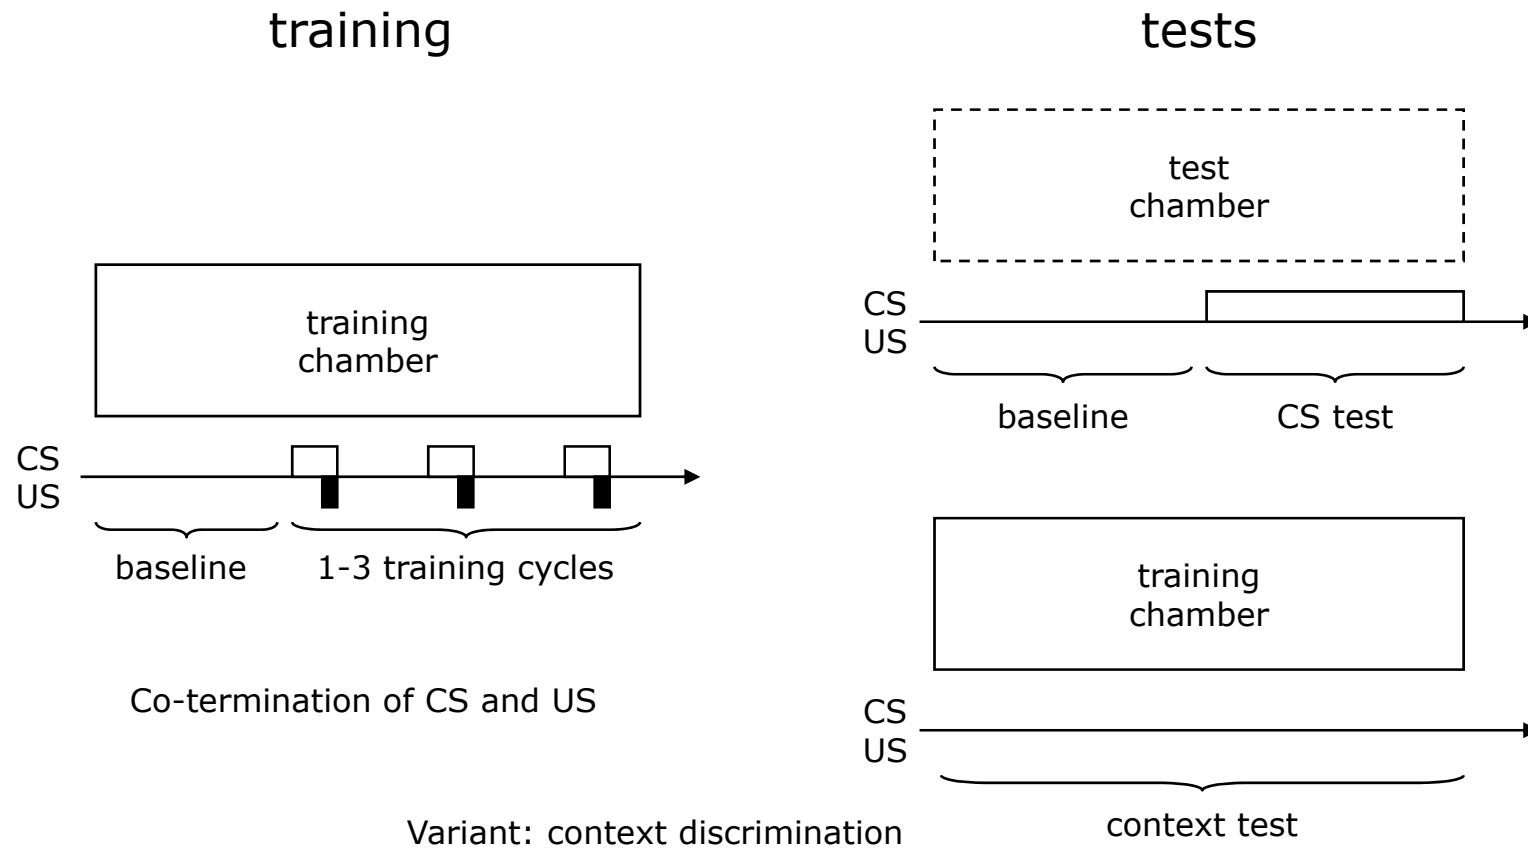 training
training
chamber
CS
US
baseline
1-3 training cycles
Co-termination of CS and US
tests
test
chamber
CS
US
baseline
CS test
training
chamber
CS
US
context test
Variant: context discrimination